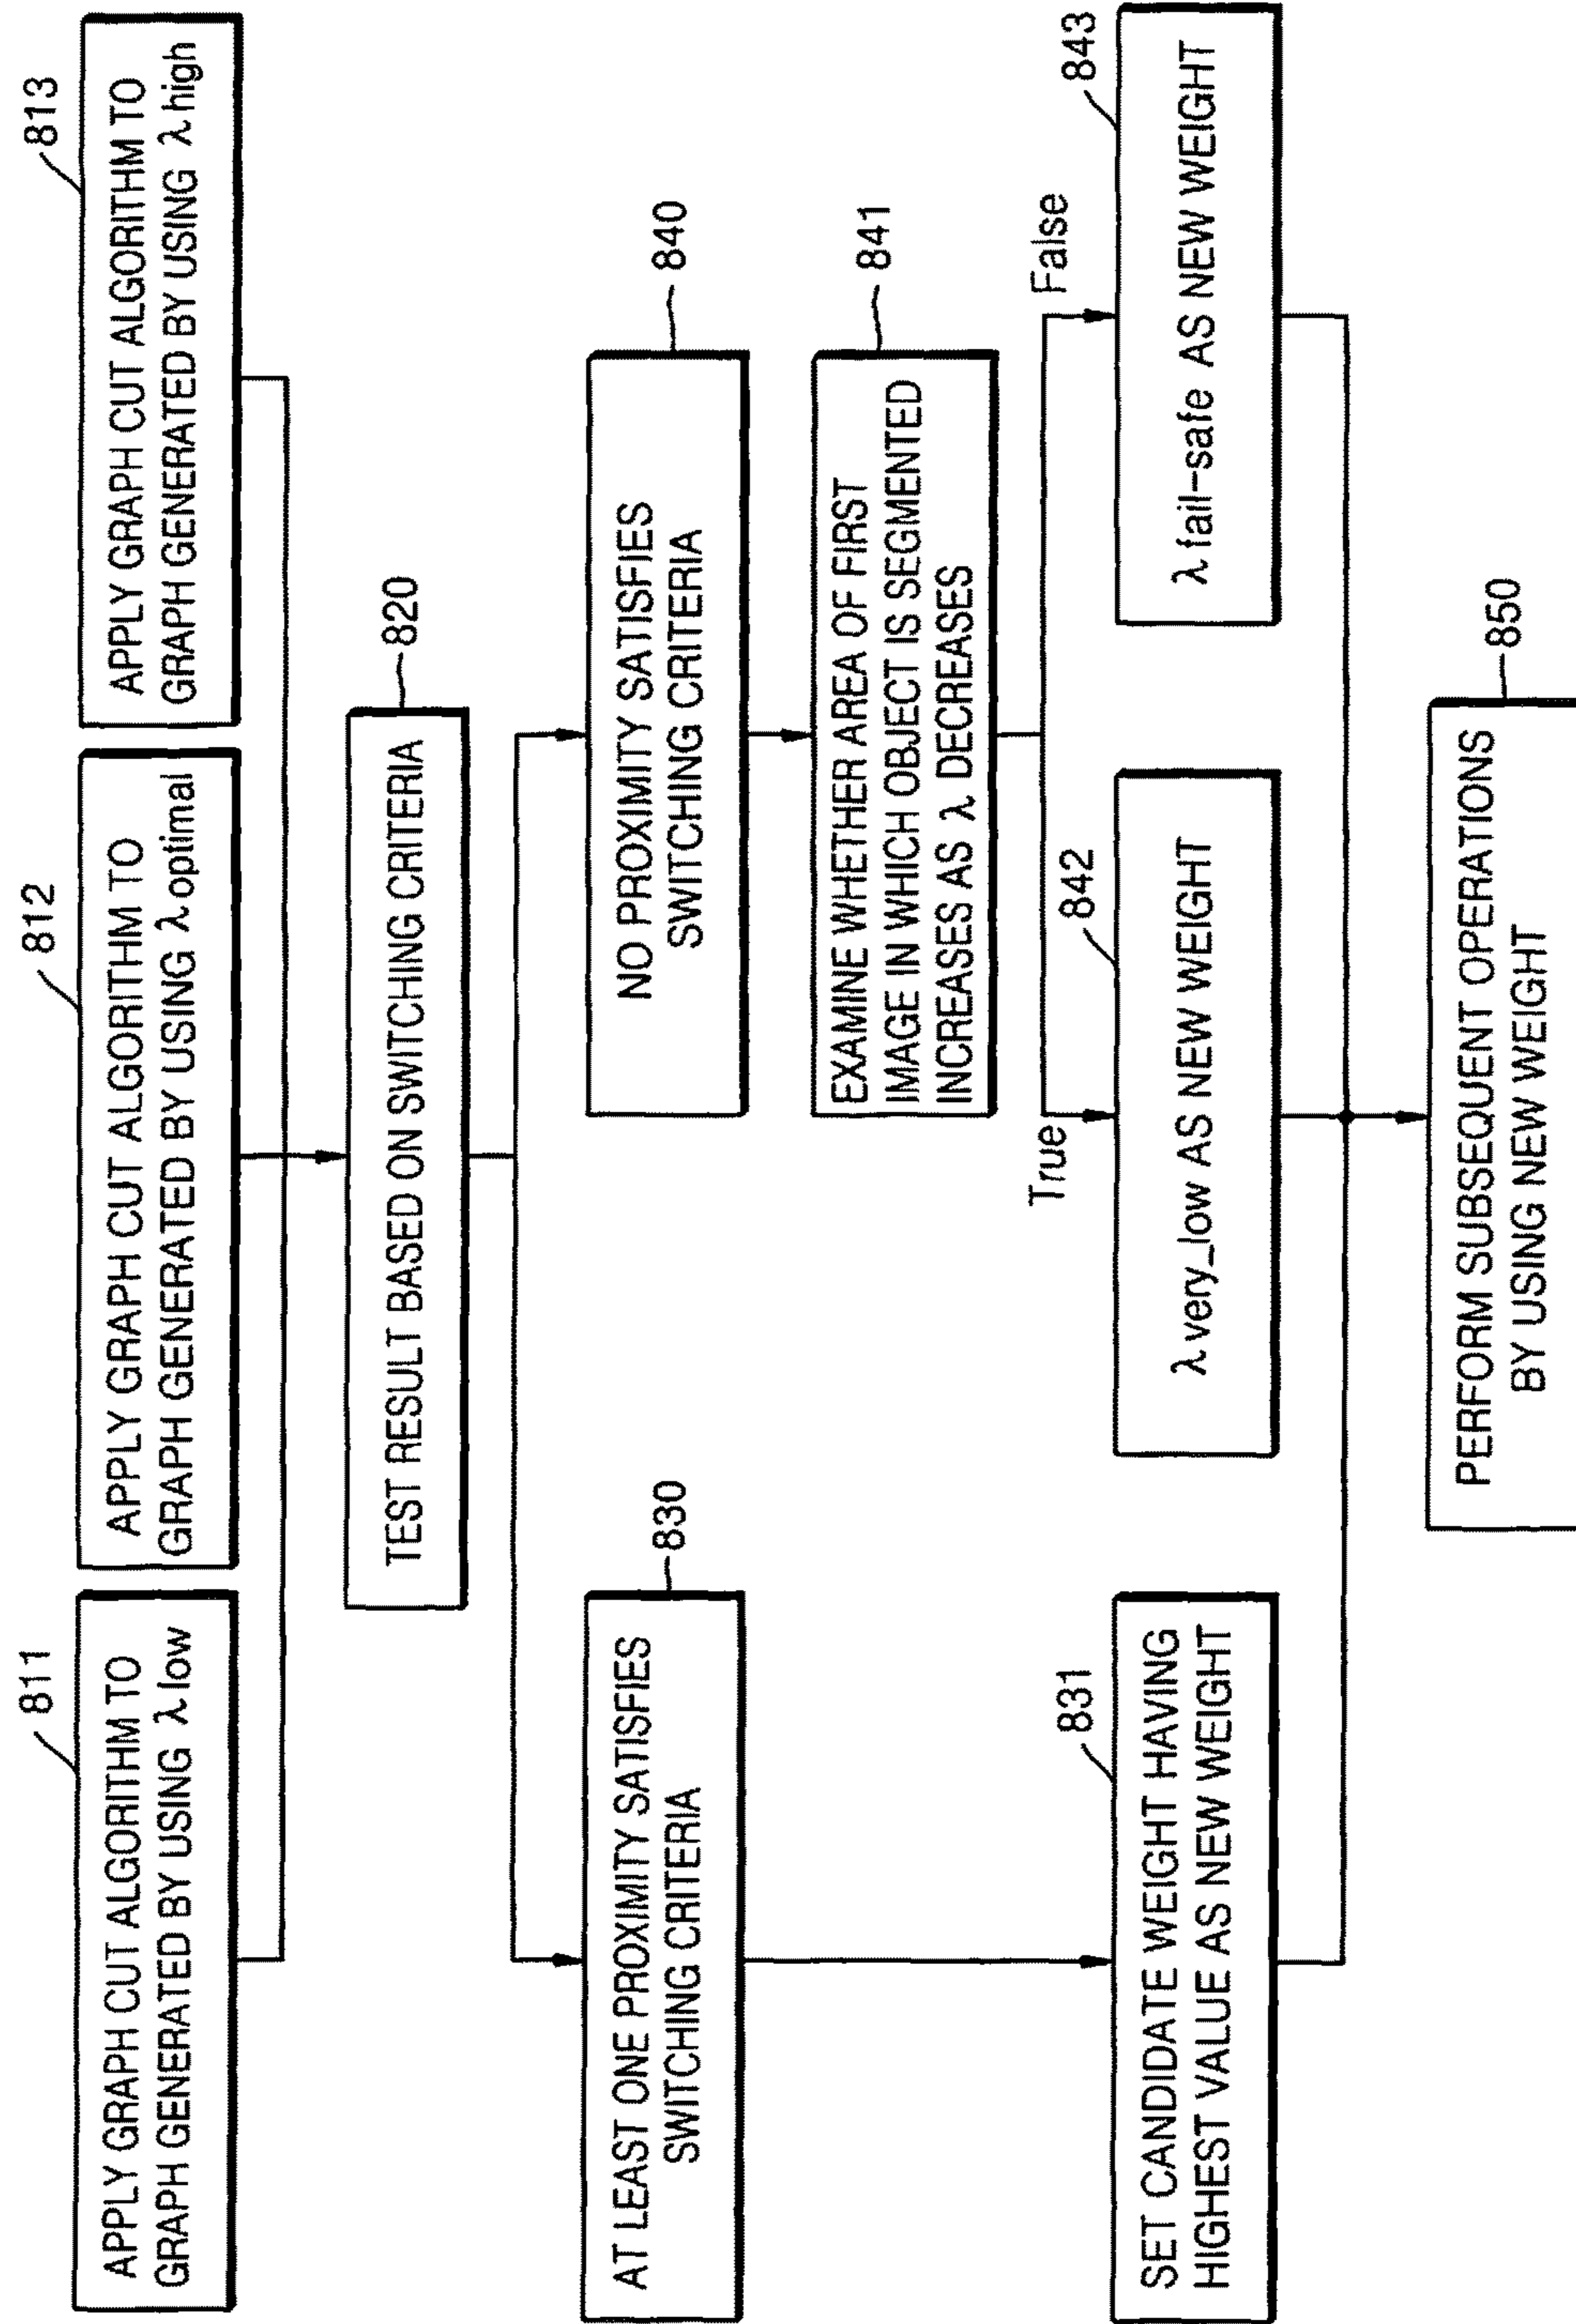 811
APPLY GRAPH CUT ALGORITHM TO
GRAPH GENERATED BY USING λ low
812
APPLY GRAPH CUT ALGORITHM TO
GRAPH GENERATED BY USING λ optimal
813
APPLY GRAPH CUT ALGORITHM TO
GRAPH GENERATED BY USING λ high
820
TEST RESULT BASED ON SWITCHING CRITERIA
830
AT LEAST ONE PROXIMITY SATISFIES
SWITCHING CRITERIA
840
NO PROXIMITY SATISFIES
SWITCHING CRITERIA
841
EXAMINE WHETHER AREA OF FIRST
IMAGE IN WHICH OBJECT IS SEGMENTED
INCREASES AS λ DECREASES
True
False
831
SET CANDIDATE WEIGHT HAVING
HIGHEST VALUE AS NEW WEIGHT
842
λ very_low AS NEW WEIGHT
843
λ fail-safe AS NEW WEIGHT
850
PERFORM SUBSEQUENT OPERATIONS
BY USING NEW WEIGHT